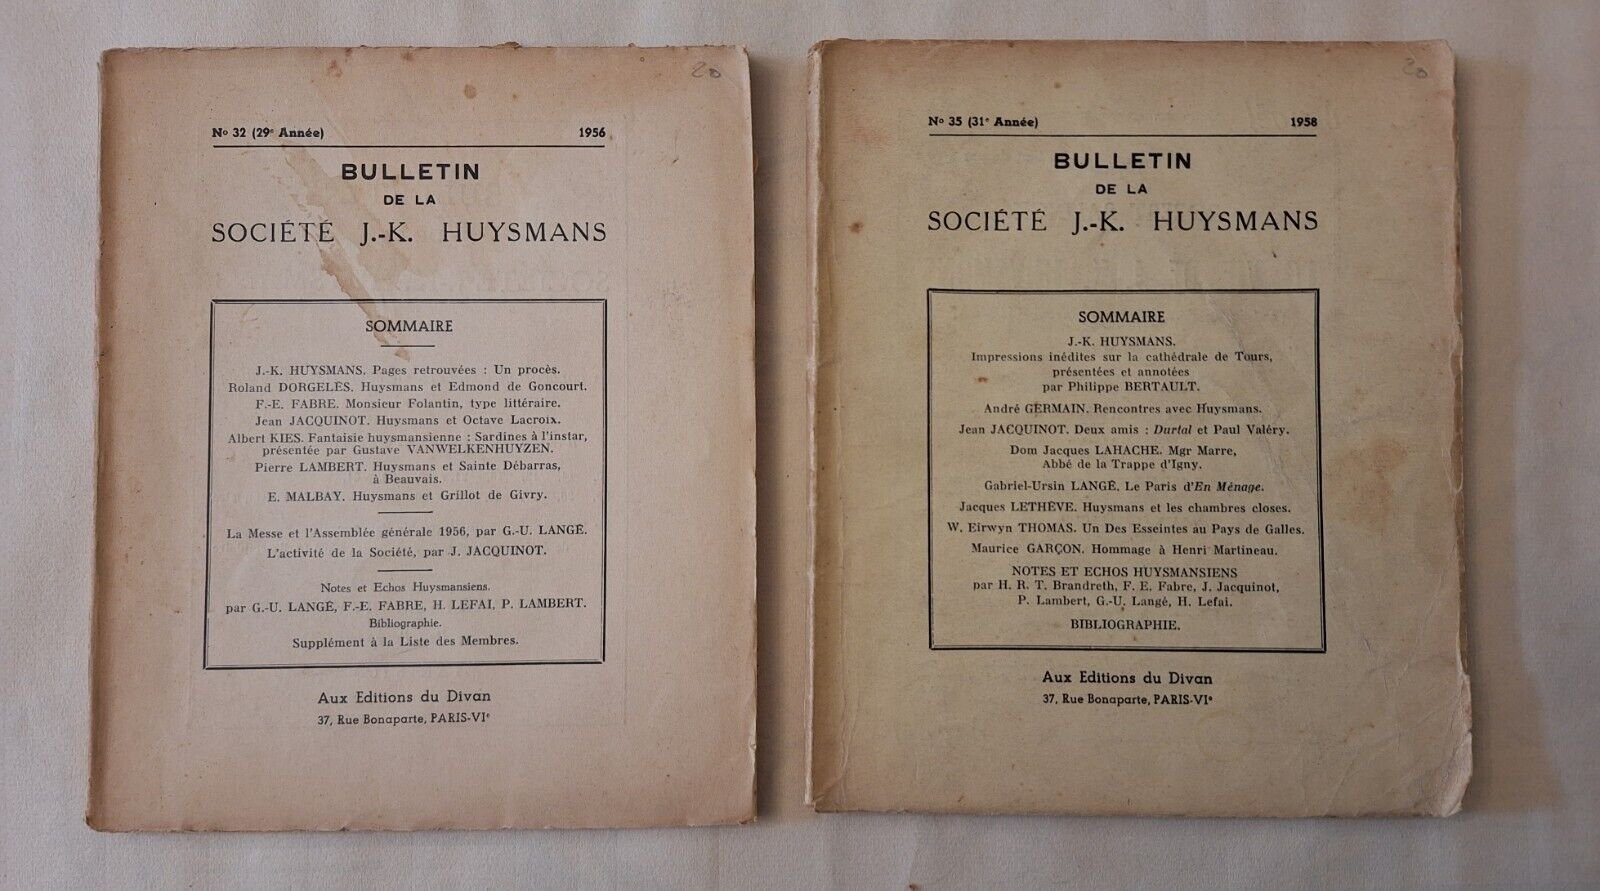 20
No 32 (29e Année) 1956
BULLETIN
DE LA
SOCIÉTÉ J.-K. HUYSMANS
SOMMAIRE
J.-K. HUYSMANS. Pages retrouvées : Un procès.
Roland DORGELÈS. Huysmans et Edmond de Goncourt.
F.-E. FABRE. Monsieur Folantin, type littéraire.
Jean JACQUINOT. Huysmans et Octave Lacroix.
Albert KIES. Fantaisie huysmansienne : Sardines à l'instar,
présentée par Gustave VANWELKENHUYZEN.
Pierre LAMBERT. Huysmans et Sainte Débarras,
à Beauvais.
E. MALBAY. Huysmans et Grillot de Givry.
La Messe et l'Assemblée générale 1956, par G.-U. LANGÉ.
L'activité de la Société, par J. JACQUINOT.
Notes et Echos Huysmansiens.
par G.-U. LANGÉ, F.-E. FABRE, H. LEFAI, P. LAMBERT.
Bibliographie.
Supplément à la Liste des Membres.
Aux Editions du Divan
37, Rue Bonaparte, PARIS-VIe
20
No 35 (31e Année) 1958
BULLETIN
DE LA
SOCIÉTÉ J.-K. HUYSMANS
SOMMAIRE
J.-K. HUYSMANS.
Impressions inédites sur la cathédrale de Tours,
présentées et annotées
par Philippe BERTAULT.
André GERMAIN. Rencontres avec Huysmans.
Jean JACQUINOT. Deux amis : Durtal et Paul Valéry.
Dom Jacques LAHACHE. Mgr Marre,
Abbé de la Trappe d'Igny.
Gabriel-Ursin LANGÉ. Le Paris d'En Ménage.
Jacques LETHÈVE. Huysmans et les chambres closes.
W. Eirwyn THOMAS. Un Des Esseintes au Pays de Galles.
Maurice GARÇON. Hommage à Henri Martineau.
NOTES ET ECHOS HUYSMANSIENS
par H. R. T. Brandreth, F. E. Fabre, J. Jacquinot,
P. Lambert, G.-U. Langé, H. Lefai.
BIBLIOGRAPHIE.
Aux Editions du Divan
37, Rue Bonaparte, PARIS-VIe